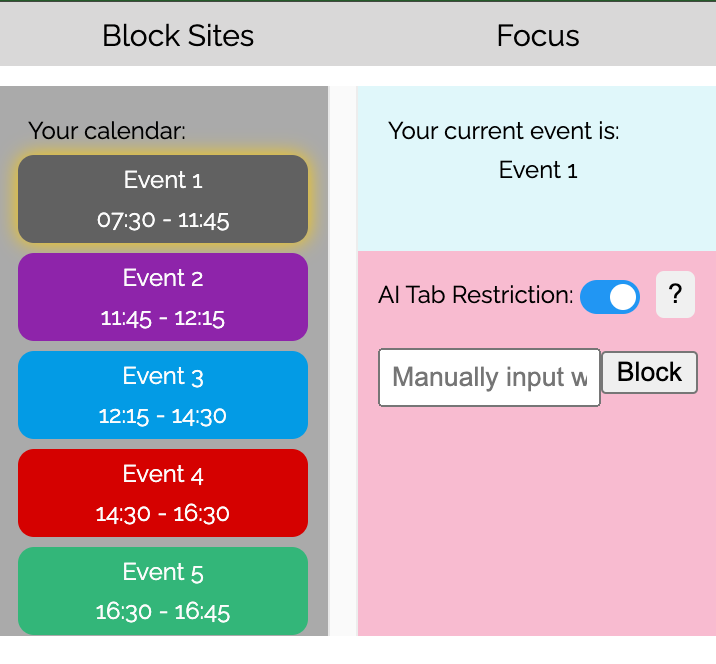 Block Sites
Focus
Your calendar:
Event 1
07:30 - 11:45
Event 2
11:45 - 12:15
Event 3
12:15 - 14:30
Event 4
14:30 - 16:30
Event 5
16:30 - 16:45
Your current event is:
Event 1
AI Tab Restriction:
?
Manually input w
Block